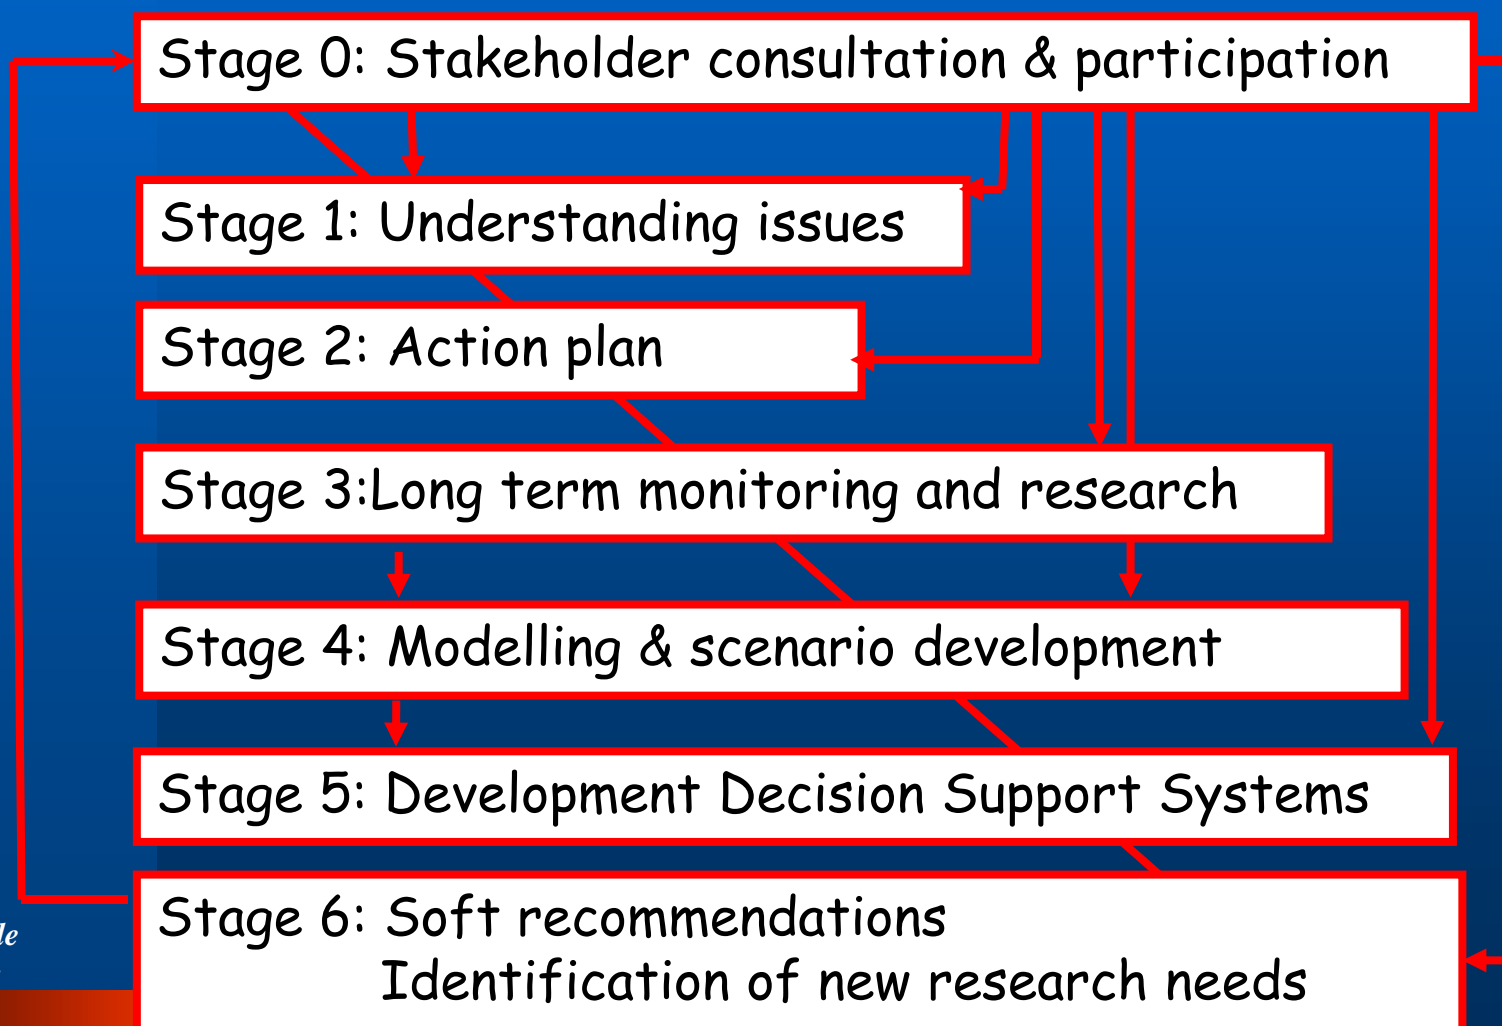 Stage 0: Stakeholder consultation & participation
Stage 1: Understanding issues
Stage 2: Action plan
Stage 3:Long term monitoring and research
Stage 4: Modelling & scenario development
Stage 5: Development Decision Support Systems
Stage 6: Soft recommendations
Identification of new research needs